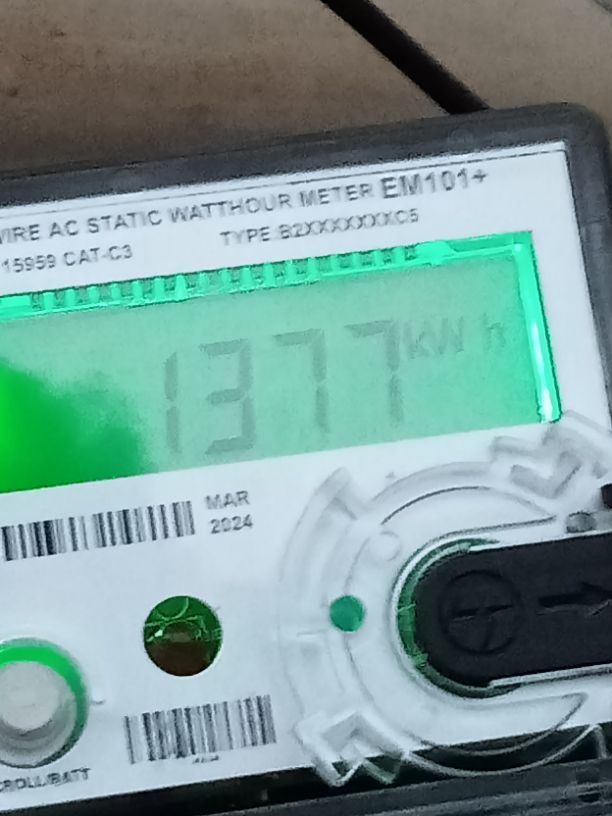 WIRE AC STATIC WATTHOUR METER EM101+
15959 CAT-C3 TYPE:B2XXXXXXXC5
1377 kWh
MAR
2024
SCROLL/BATT